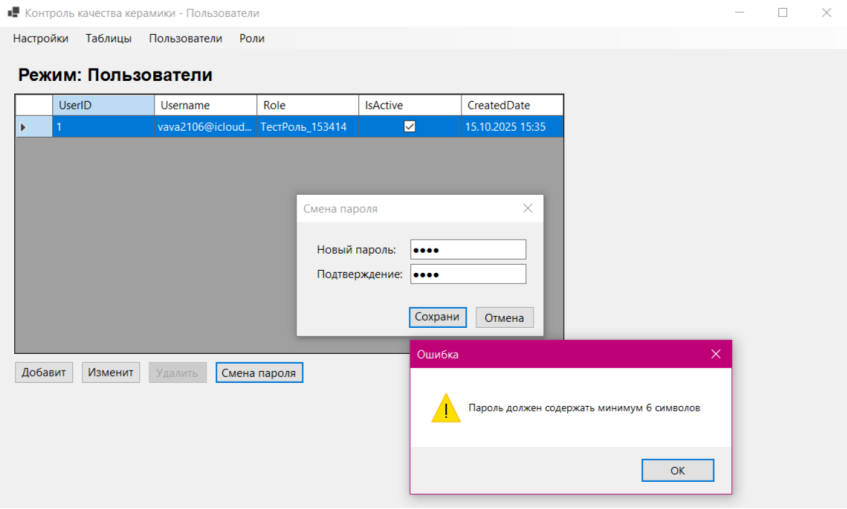 Контроль качества керамики - Пользователи
Настройки Таблицы Пользователи Роли
Режим: Пользователи
UserID Username Role IsActive CreatedDate
1 vava2106@icloud... ТестРоль_153414 15.10.2025 15:35
Смена пароля
Новый пароль: ●●●●
Подтверждение: ●●●●
Сохрани Отмена
Добавит Изменит Удалить Смена пароля
Ошибка
Пароль должен содержать минимум 6 символов
ОК